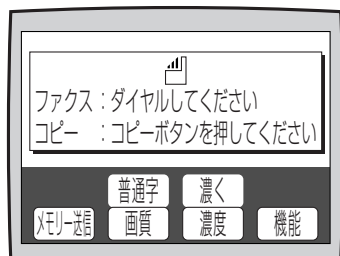 ファクス：ダイヤルしてください
コピー　：コピーボタンを押してください
普通字　濃く
メモリー送信　画質　濃度　機能